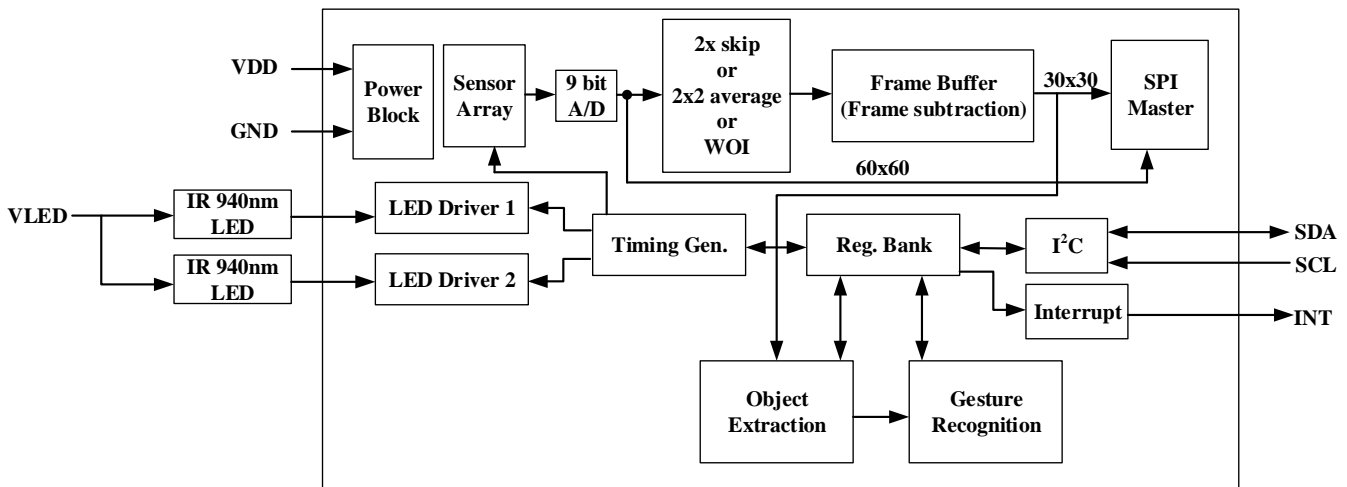 VDD
GND
VLED
IR 940nm
LED
IR 940nm
LED
Power
Block
Sensor
Array
9 bit
A/D
2x skip
or
2x2 average
or
WOI
Frame Buffer
(Frame subtraction)
30x30
SPI
Master
60x60
LED Driver 1
LED Driver 2
Timing Gen.
Reg. Bank
I²C
Interrupt
SDA
SCL
INT
Object
Extraction
Gesture
Recognition